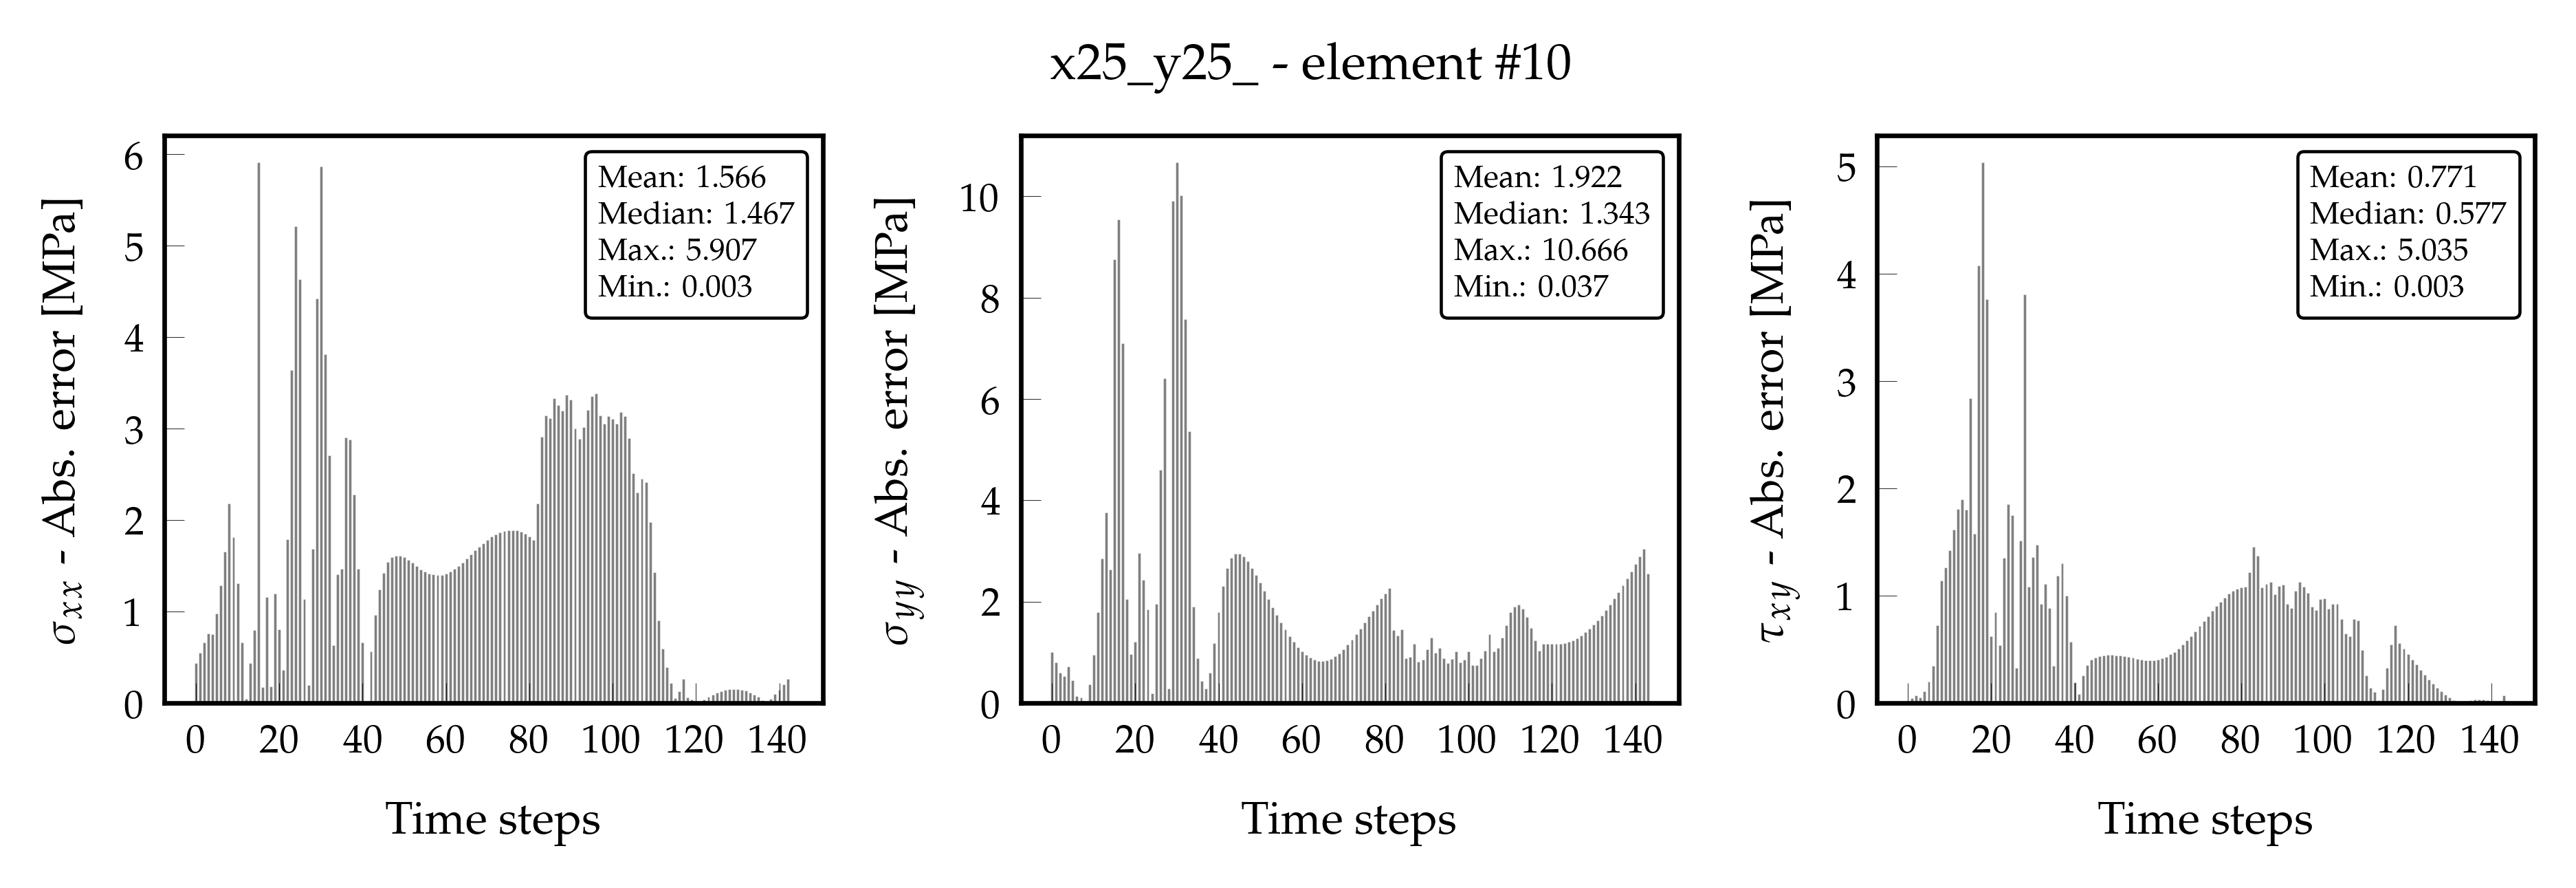 x25_y25_ - element #10
σxx - Abs. error [MPa]
6
5
4
3
2
1
0
Mean: 1.566
Median: 1.467
Max.: 5.907
Min.: 0.003
0 20 40 60 80 100 120 140
Time steps
σyy - Abs. error [MPa]
10
8
6
4
2
0
Mean: 1.922
Median: 1.343
Max.: 10.666
Min.: 0.037
0 20 40 60 80 100 120 140
Time steps
τxy - Abs. error [MPa]
5
4
3
2
1
0
Mean: 0.771
Median: 0.577
Max.: 5.035
Min.: 0.003
0 20 40 60 80 100 120 140
Time steps